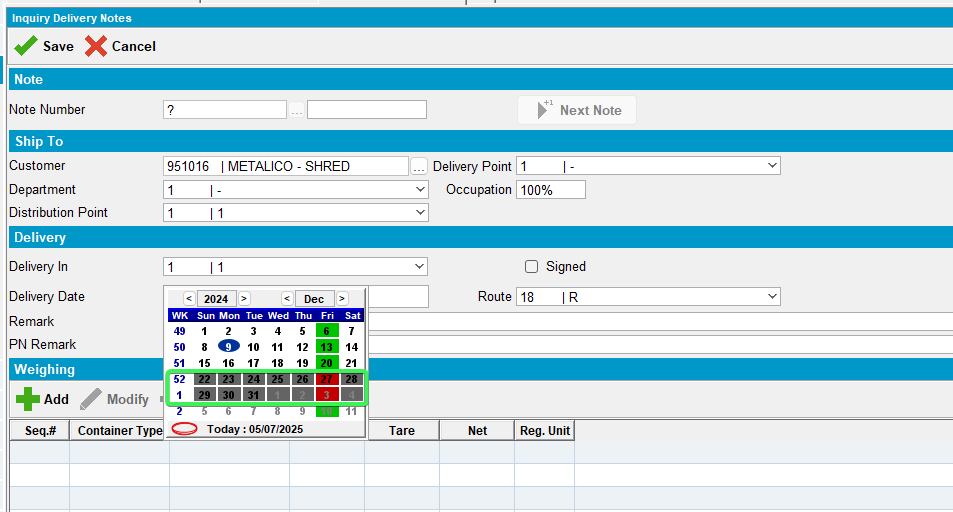 Inquiry Delivery Notes
Save Cancel
Note
Note Number ? ... +1 Next Note
Ship To
Customer 951016 | METALICO - SHRED ... Delivery Point 1 | -
Department 1 | - Occupation 100%
Distribution Point 1 | 1
Delivery
Delivery In 1 | 1 Signed
Delivery Date < 2024 > < Dec > Route 18 | R
WK Sun Mon Tue Wed Thu Fri Sat
Remark 49 1 2 3 4 5 6 7
PN Remark 50 8 9 10 11 12 13 14
51 15 16 17 18 19 20 21
Weighing
52 22 23 24 25 26 27 28
Add Modify 1 29 30 31 1 2 3 4
2 5 6 7 8 9 10 11
Today : 05/07/2025
Seq.# Container Type Tare Net Reg. Unit